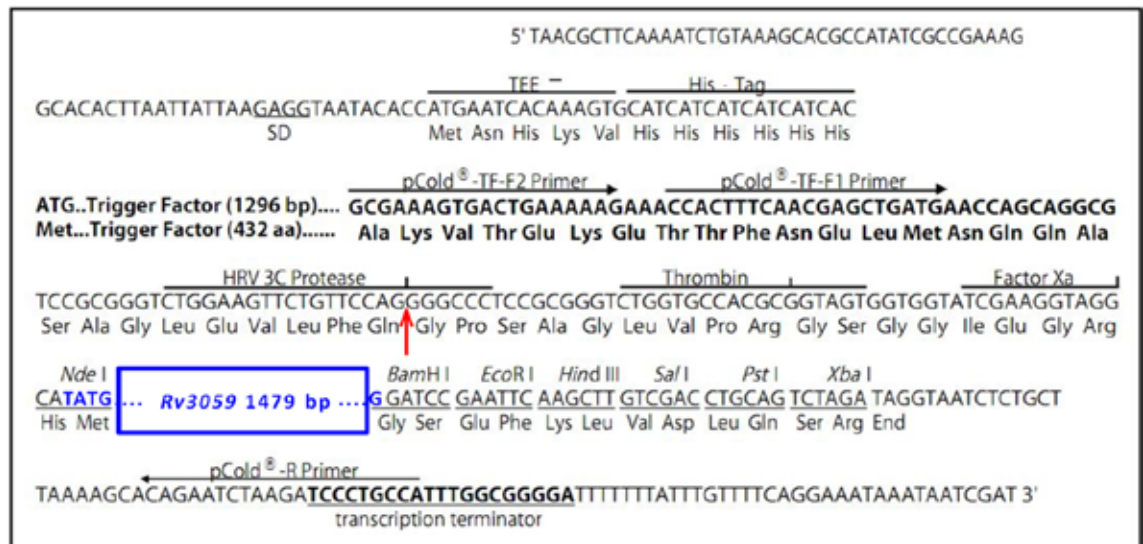 5' TAACGCTTCAAAATCTGTAAAGCACGCCATATCGCCGAAAG
TEE – His - Tag
GCACACTTAATTATTAAGAGGTAATACACCATGAATCACAAAGTGCATCATCATCATCATCAC
SD Met Asn His Lys Val His His His His His His
pCold®-TF-F2 Primer pCold®-TF-F1 Primer
ATG..Trigger Factor (1296 bp).... GCGAAAGTGACTGAAAAAGAAACCACTTTCAACGAGCTGATGAACCAGCAGGCG
Met...Trigger Factor (432 aa)...... Ala Lys Val Thr Glu Lys Glu Thr Thr Phe Asn Glu Leu Met Asn Gln Gln Ala
HRV 3C Protease Thrombin Factor Xa
TCCGCGGGTCTGGAAGTTCTGTTCCAGGGGCCCTCCGCGGGTCTGGTGCCACGCGGTAGTGGTGGTATCGAAGGTAGG
Ser Ala Gly Leu Glu Val Leu Phe Gln Gly Pro Ser Ala Gly Leu Val Pro Arg Gly Ser Gly Gly Ile Glu Gly Arg
Nde I BamH I EcoR I Hind III Sal I Pst I Xba I
CATATG.... Rv3059 1479 bp ....GGATCC GAATTC AAGCTT GTCGAC CTGCAG TCTAGA TAGGTAATCTCTGCT
His Met Gly Ser Glu Phe Lys Leu Val Asp Leu Gln Ser Arg End
pCold®-R Primer
TAAAAGCACAGAATCTAAGATCCCTGCCATTTGGCGGGGATTTTTTTATTTGTTTTCAGGAAATAAATAATCGAT 3'
transcription terminator